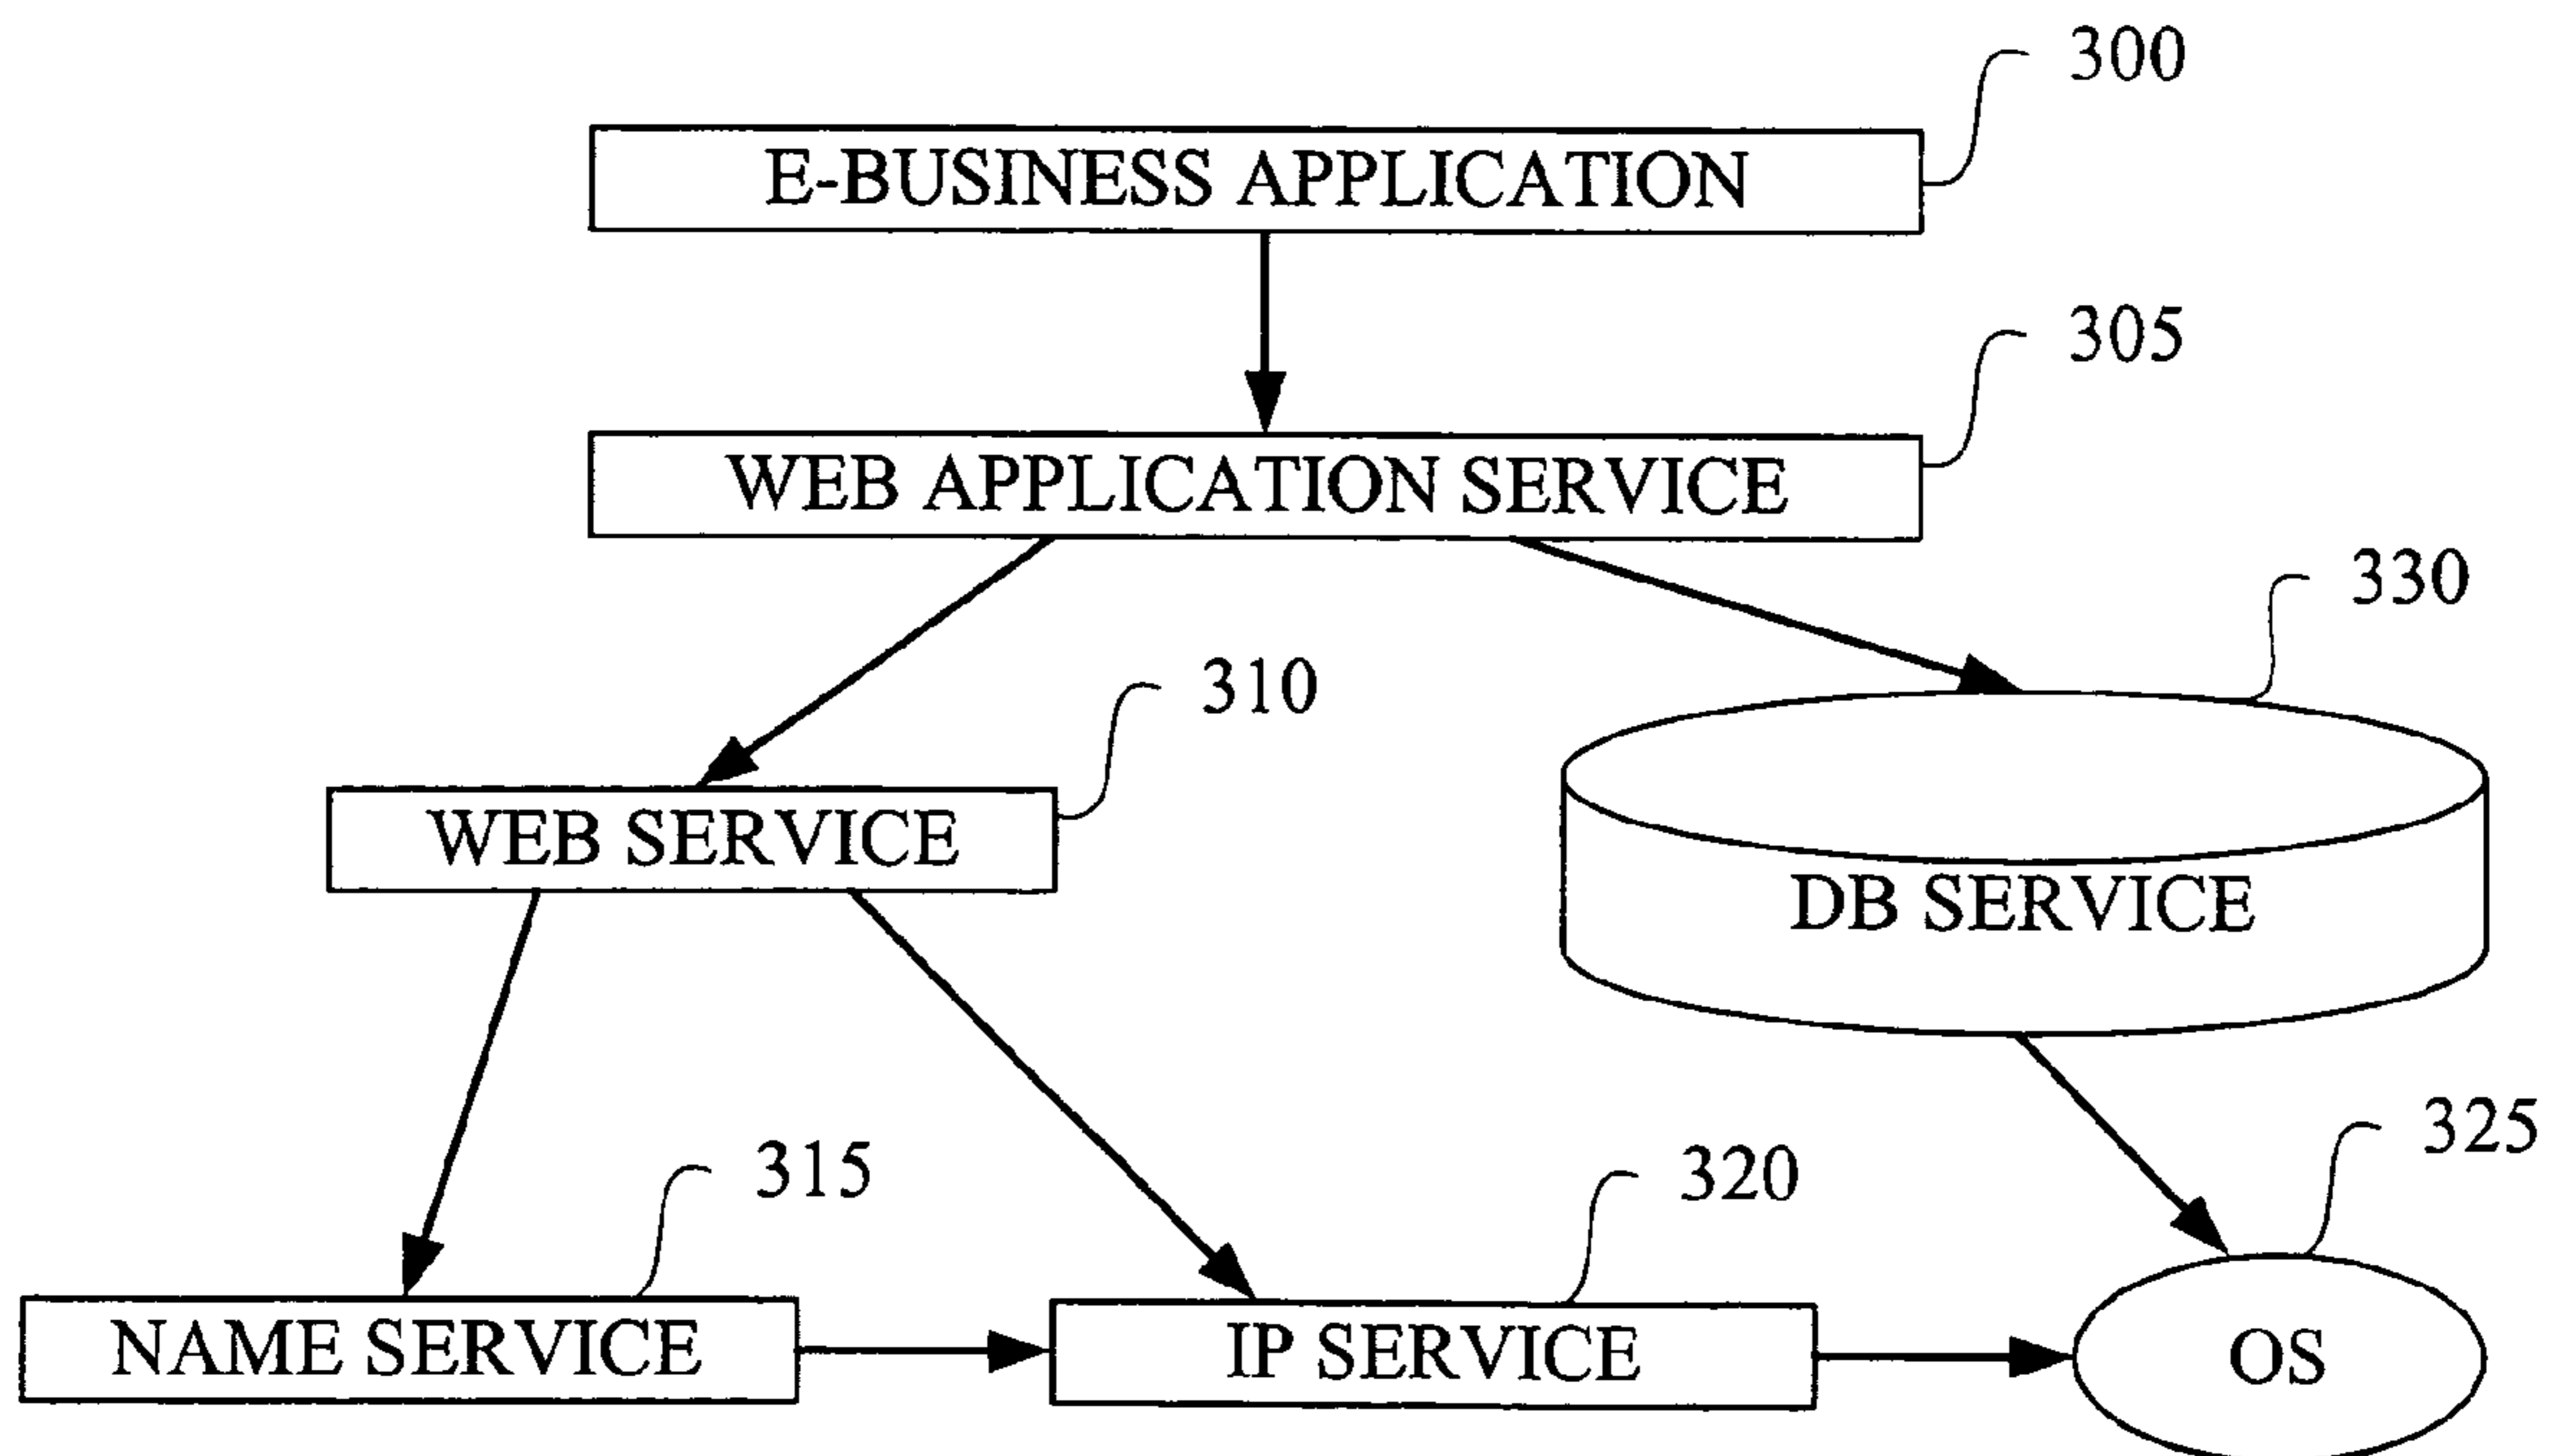 300
E-BUSINESS APPLICATION
305
WEB APPLICATION SERVICE
330
310
WEB SERVICE
DB SERVICE
325
315
320
NAME SERVICE
IP SERVICE
OS